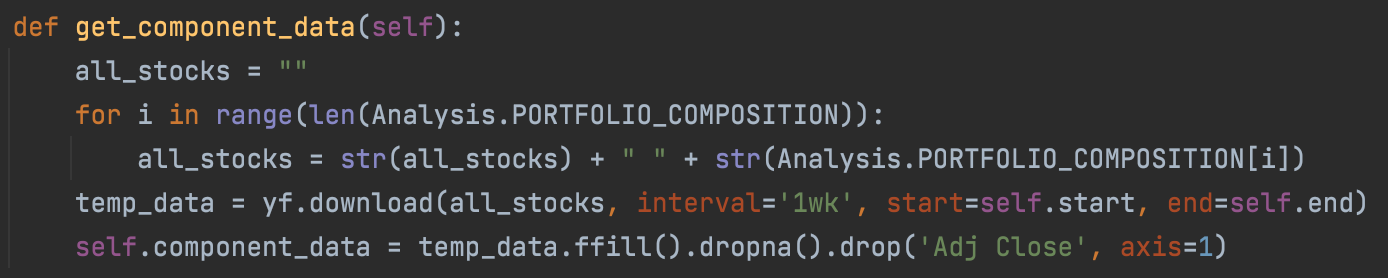 def get_component_data(self):
    all_stocks = ""
    for i in range(len(Analysis.PORTFOLIO_COMPOSITION)):
        all_stocks = str(all_stocks) + " " + str(Analysis.PORTFOLIO_COMPOSITION[i])
    temp_data = yf.download(all_stocks, interval='1wk', start=self.start, end=self.end)
    self.component_data = temp_data.ffill().dropna().drop('Adj Close', axis=1)